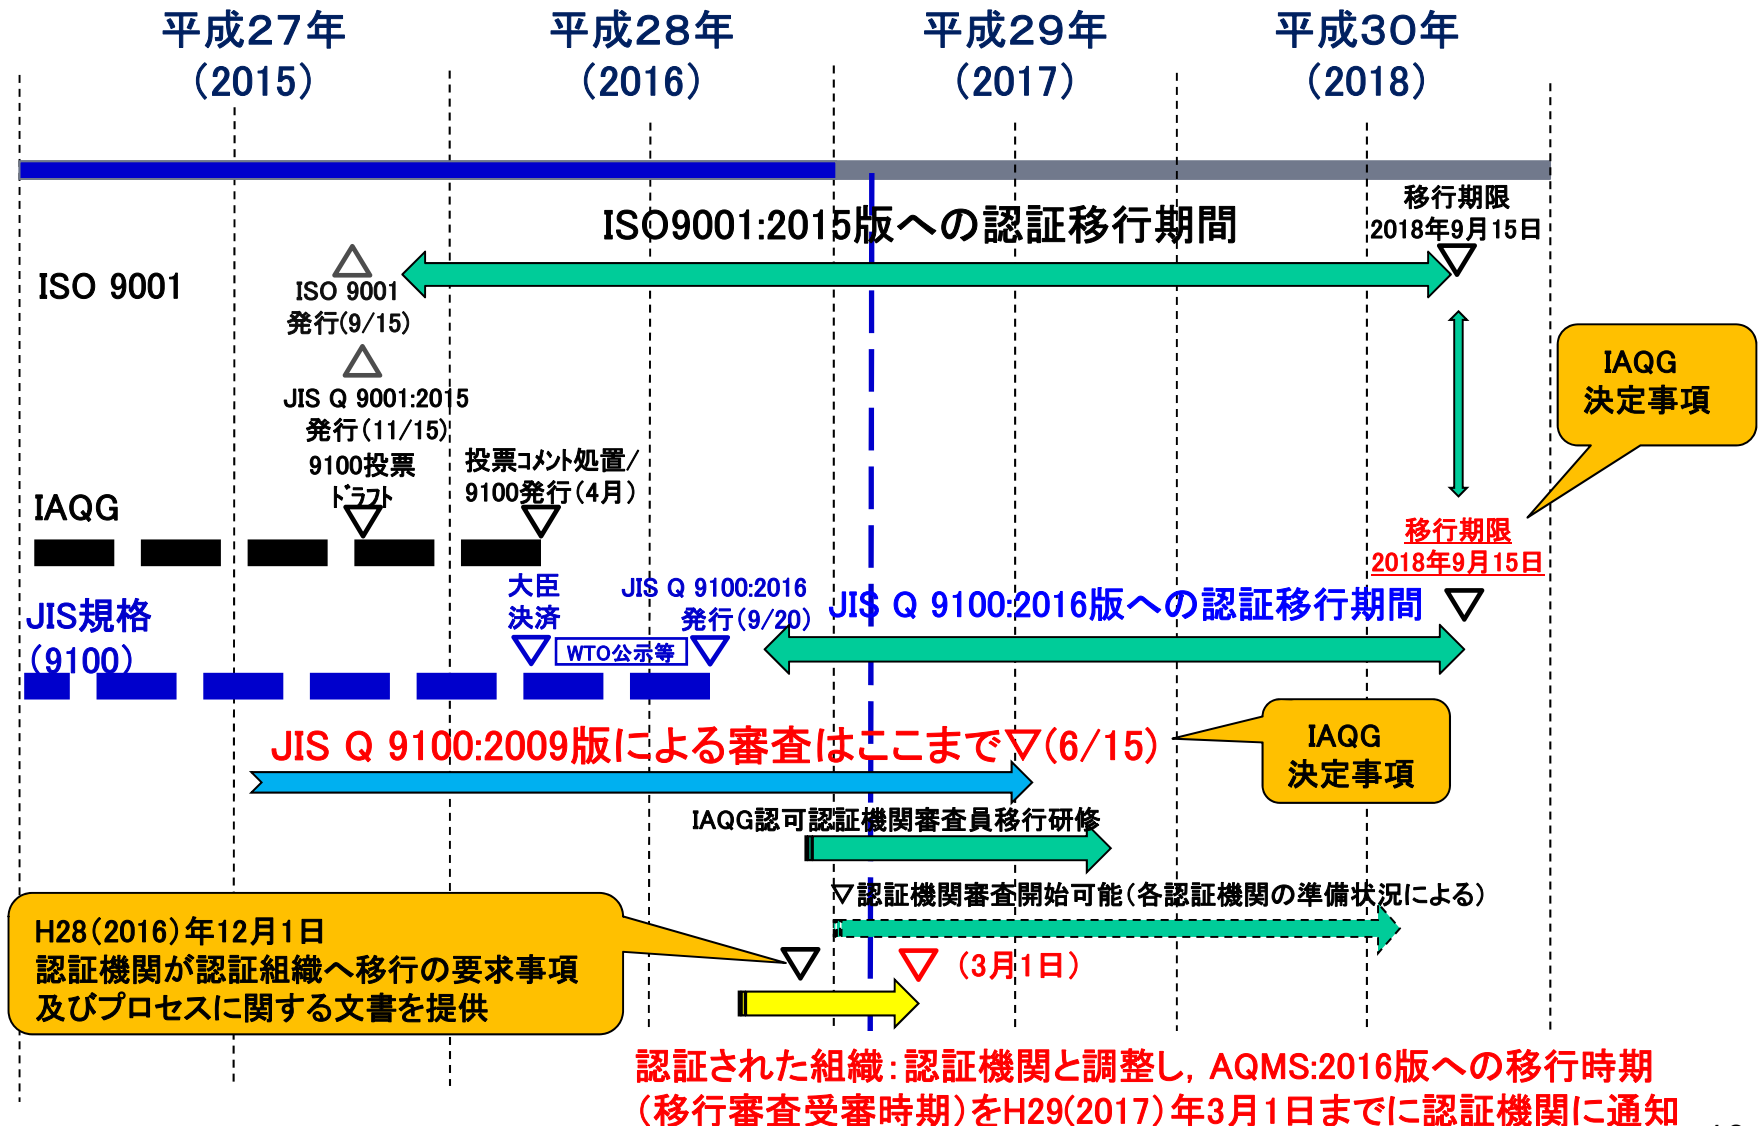 平成27年
（2015）
平成28年
（2016）
平成29年
（2017）
平成30年
（2018）
ISO9001:2015版への認証移行期間
移行期限
2018年9月15日
ISO 9001
ISO 9001
発行(9/15)
JIS Q 9001:2015
発行（11/15）
IAQG
決定事項
IAQG
9100投票
ドラフト
投票コメント処置/
9100発行（4月）
移行期限
2018年9月15日
JIS規格
（9100）
大臣
決済
WTO公示等
JIS Q 9100:2016
発行（9/20）
JIS Q 9100:2016版への認証移行期間
JIS Q 9100:2009版による審査はここまで▽(6/15)
IAQG
決定事項
IAQG認可認証機関審査員移行研修
▽認証機関審査開始可能（各認証機関の準備状況による）
H28（2016）年12月1日
認証機関が認証組織へ移行の要求事項
及びプロセスに関する文書を提供
（3月1日）
認証された組織：認証機関と調整し，AQMS:2016版への移行時期
（移行審査受審時期）をH29(2017)年3月1日までに認証機関に通知